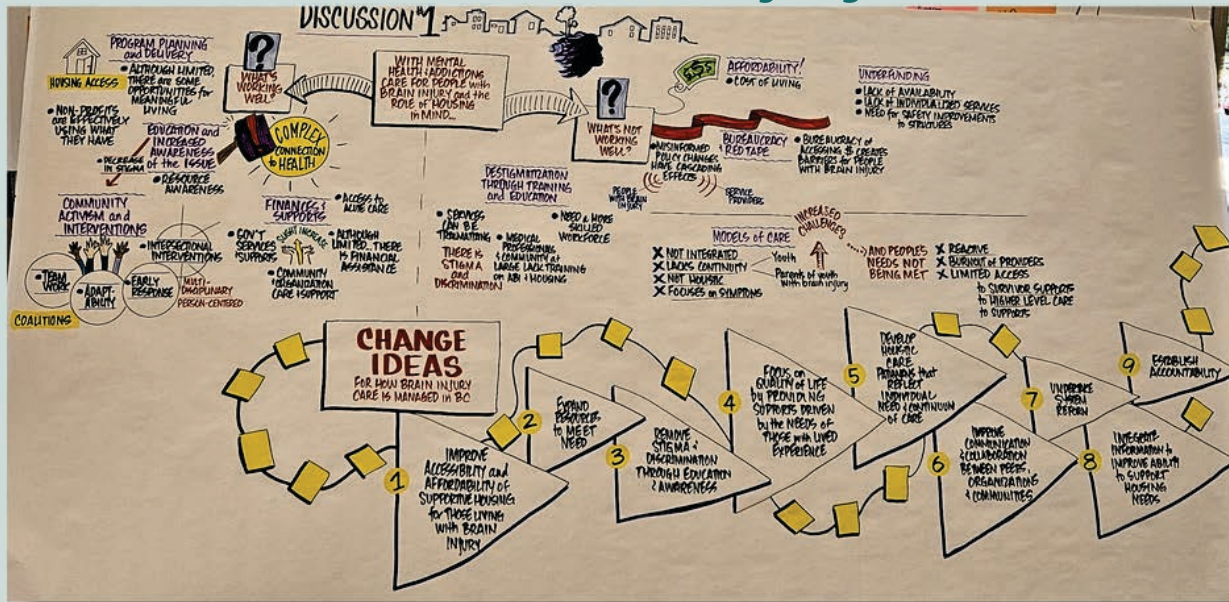 DISCUSSION #1
PROGRAM PLANNING
and DELIVERY
HOUSING ACCESS
• ALTHOUGH LIMITED,
THERE ARE SOME
OPPORTUNITIES for
MEANINGFUL
LIVING
• NON-PROFITS
are EFFECTIVELY
USING WHAT
THEY HAVE
?
WHAT'S
WORKING
WELL?
WITH MENTAL
HEALTH & ADDICTIONS
CARE FOR PEOPLE with
BRAIN INJURY and the
ROLE OF HOUSING
in MIND...
EDUCATION and
INCREASED
AWARENESS
of the ISSUE
• DECREASE
IN STIGMA
• RESOURCE
AWARENESS
COMPLEX
CONNECTION
to HEALTH
COMMUNITY
ACTIVISM and
INTERVENTIONS
• TEAM
WORK
• ADAPT-
ABILITY
• EARLY
RESPONSE
• INTERSECTIONAL
INTERVENTIONS
MULTI-
DISCIPLINARY
PERSON-CENTERED
COALITIONS
FINANCES &
SUPPORTS
• ACCESS to
ACUTE CARE
• GOV'T
SERVICES
& SUPPORTS
SLIGHT INCREASE
• ALTHOUGH
LIMITED... THERE
IS FINANCIAL
ASSISTANCE
• COMMUNITY
ORGANIZATION
CARE & SUPPORT
?
WHAT'S NOT
WORKING
WELL?
$$$
AFFORDABILITY!
• COST OF LIVING
UNDERFUNDING
• LACK OF AVAILABILITY
• LACK OF INDIVIDUALIZED SERVICES
• NEED for SAFETY IMPROVEMENTS
to STRUCTURES
BUREAUCRACY
RED TAPE
• BUREAUCRACY of
ACCESSING $ CREATES
BARRIERS for PEOPLE
WITH BRAIN INJURY
• MISINFORMED
POLICY CHANGES
HAVE CASCADING
EFFECTS
PEOPLE
WITH BRAIN
INJURY
SERVICE
PROVIDERS
DESTIGMATIZATION
THROUGH TRAINING
and EDUCATION
• SERVICES
CAN BE
TRAUMATIZING
• NEED a MORE
SKILLED
WORKFORCE
THERE IS
STIGMA
and
DISCRIMINATION
• MEDICAL
PROFESSIONALS
& COMMUNITY at
LARGE LACK TRAINING
on ABI & HOUSING
MODELS of CARE
X NOT INTEGRATED
X LACKS CONTINUITY
X NOT HOLISTIC
X FOCUSES on SYMPTOMS
Youth
Parents of youth
with brain injury
INCREASED
CHALLENGES
...AND PEOPLES
NEEDS NOT
BEING MET
X REACTIVE
X BURNOUT of PROVIDERS
X LIMITED ACCESS
to SURVIVOR SUPPORTS
to HIGHER LEVEL CARE
to SUPPORTS
CHANGE
IDEAS
FOR HOW BRAIN INJURY
CARE IS MANAGED in BC
1
IMPROVE
ACCESSIBILITY and
AFFORDABILITY OF
SUPPORTIVE HOUSING
for THOSE LIVING
WITH BRAIN
INJURY
2
EXPAND
RESOURCES
to MEET
NEED
3
REMOVE
STIGMA &
DISCRIMINATION
THROUGH EDUCATION
& AWARENESS
4
FOCUS on
QUALITY OF LIFE
by PROVIDING
SUPPORTS DRIVEN
by the NEEDS OF
THOSE with LIVED
EXPERIENCE
5
DEVELOP
HOLISTIC
CARE
PATHWAYS that
REFLECT
INDIVIDUAL
NEED & CONTINUUM
OF CARE
6
IMPROVE
COMMUNICATION
& COLLABORATION
BETWEEN PEERS,
ORGANIZATIONS
& COMMUNITIES
7
UNDERTAKE
SYSTEM
REFORM
8
INTEGRATE
INFORMATION to
IMPROVE ABILITY
to SUPPORT
HOUSING
NEEDS
9
ESTABLISH
ACCOUNTABILITY